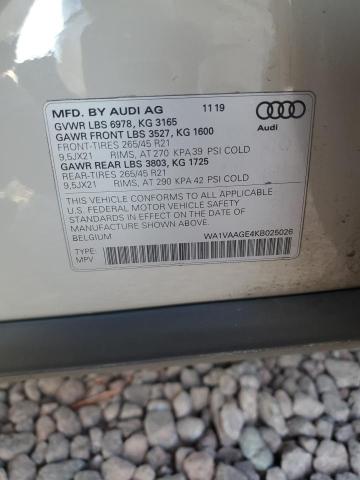 MFD. BY AUDI AG 11 19
GVWR LBS 6978, KG 3165
GAWR FRONT LBS 3527, KG 1600
FRONT-TIRES 265/45 R21
9,5JX21 RIMS, AT 270 KPA 39 PSI COLD
GAWR REAR LBS 3803, KG 1725
REAR-TIRES 265/45 R21
9,5JX21 RIMS, AT 290 KPA 42 PSI COLD
Audi
THIS VEHICLE CONFORMS TO ALL APPLICABLE
U.S. FEDERAL MOTOR VEHICLE SAFETY
STANDARDS IN EFFECT ON THE DATE OF
MANUFACTURE SHOWN ABOVE.
BELGIUM WA1VAAGE4KB025026
TYPE:
MPV